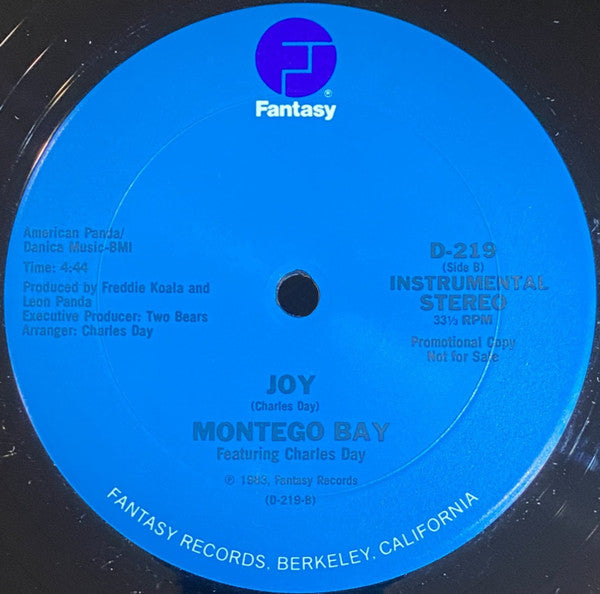 Fantasy
®
American Panda/
Danica Music-BMI
Time: 4:44
Produced by Freddie Koala and
Leon Panda
Executive Producer: Two Bears
Arranger: Charles Day
D-219
(Side B)
INSTRUMENTAL
STEREO
33⅓ RPM
Promotional Copy
Not for Sale
JOY
(Charles Day)
MONTEGO BAY
Featuring Charles Day
℗ 1983, Fantasy Records
(D-219-B)
FANTASY RECORDS, BERKELEY, CALIFORNIA